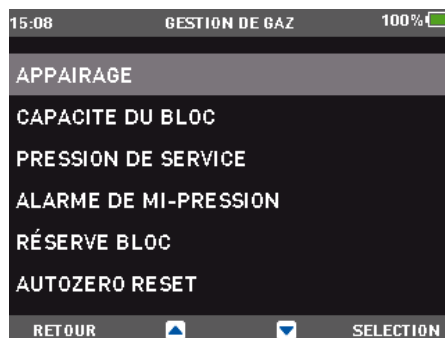 15:08 GESTION DE GAZ 100%
APPAIRAGE
CAPACITE DU BLOC
PRESSION DE SERVICE
ALARME DE MI-PRESSION
RÉSERVE BLOC
AUTOZERO RESET
RETOUR SELECTION